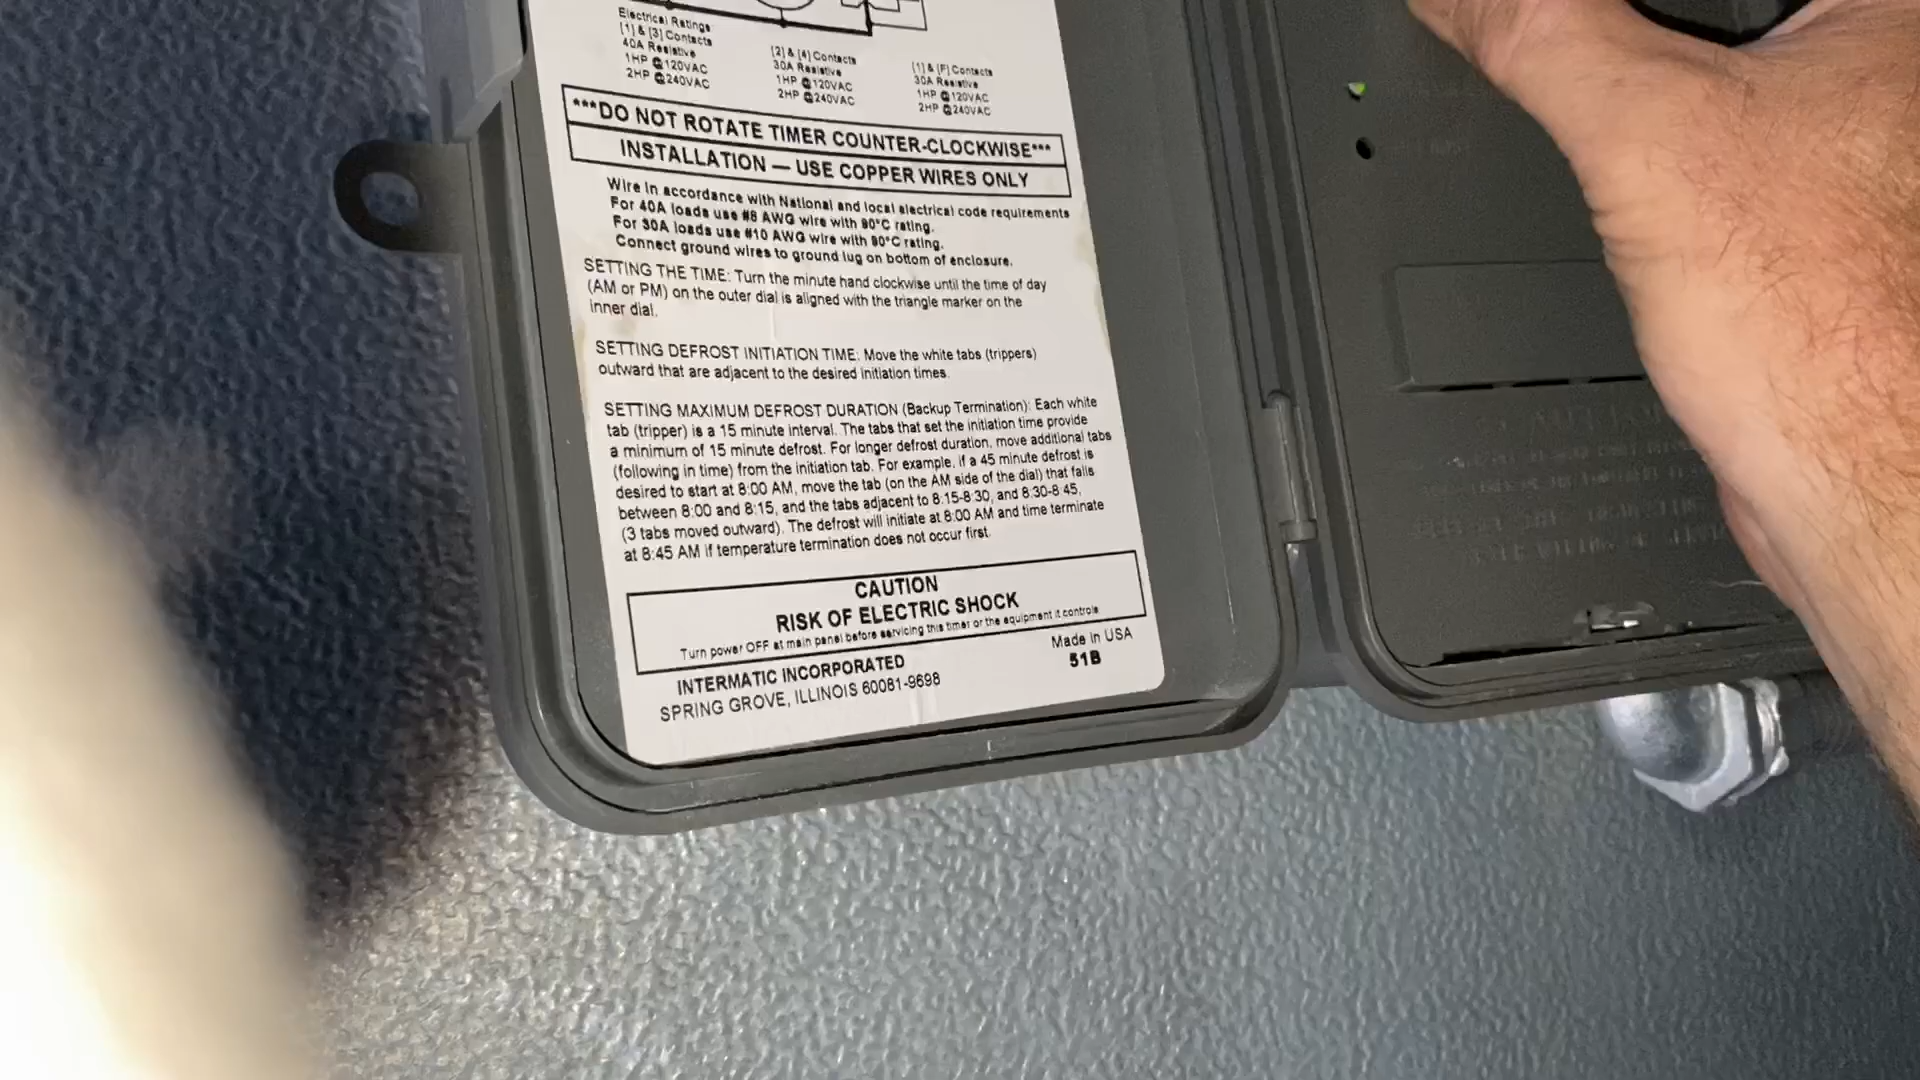 Electrical Ratings
[1] & [3] Contacts
40A Resistive
1HP @120VAC
2HP @240VAC
[2] & [4] Contacts
30A Resistive
1HP @120VAC
2HP @240VAC
[1] & [F] Contacts
30A Resistive
1HP @120VAC
2HP @240VAC
***DO NOT ROTATE TIMER COUNTER-CLOCKWISE***
INSTALLATION — USE COPPER WIRES ONLY
Wire in accordance with National and local electrical code requirements
For 40A loads use #8 AWG wire with 90°C rating.
For 30A loads use #10 AWG wire with 90°C rating.
Connect ground wires to ground lug on bottom of enclosure.
SETTING THE TIME: Turn the minute hand clockwise until the time of day
(AM or PM) on the outer dial is aligned with the triangle marker on the
inner dial.
SETTING DEFROST INITIATION TIME: Move the white tabs (trippers)
outward that are adjacent to the desired initiation times.
SETTING MAXIMUM DEFROST DURATION (Backup Termination): Each white
tab (tripper) is a 15 minute interval. The tabs that set the initiation time provide
a minimum of 15 minute defrost. For longer defrost duration, move additional tabs
(following in time) from the initiation tab. For example, if a 45 minute defrost is
desired to start at 8:00 AM, move the tab (on the AM side of the dial) that falls
between 8:00 and 8:15, and the tabs adjacent to 8:15-8:30, and 8:30-8:45,
(3 tabs moved outward). The defrost will initiate at 8:00 AM and time terminate
at 8:45 AM if temperature termination does not occur first.
CAUTION
RISK OF ELECTRIC SHOCK
Turn power OFF at main panel before servicing this timer or the equipment it controls
INTERMATIC INCORPORATED
SPRING GROVE, ILLINOIS 60081-9698
Made in USA
51B